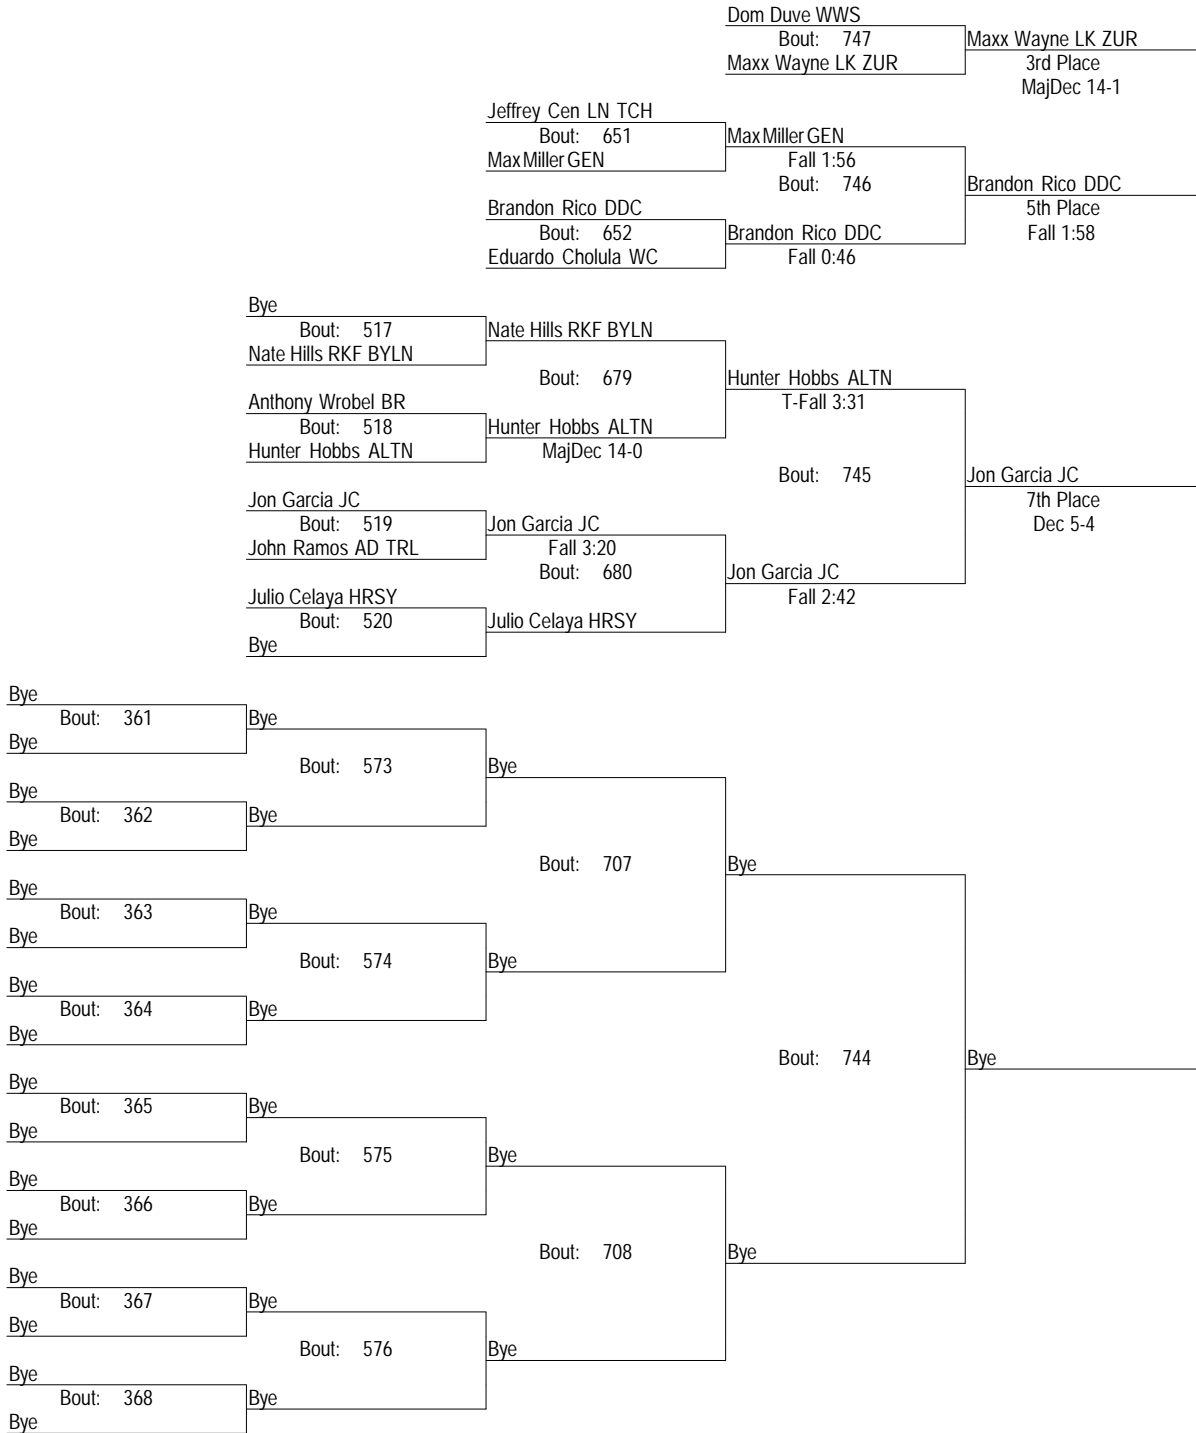 Dom Duve WWS
Bout: 747
Maxx Wayne LK ZUR
Maxx Wayne LK ZUR
3rd Place
MajDec 14-1
Jeffrey Cen LN TCH
Bout: 651
Max Miller GEN
Max Miller GEN
Fall 1:56
Bout: 746
Brandon Rico DDC
5th Place
Fall 1:58
Brandon Rico DDC
Bout: 652
Eduardo Cholula WC
Brandon Rico DDC
Fall 0:46
Bye
Bout: 517
Nate Hills RKF BYLN
Nate Hills RKF BYLN
Bout: 679
Hunter Hobbs ALTN
T-Fall 3:31
Anthony Wrobel BR
Bout: 518
Hunter Hobbs ALTN
Hunter Hobbs ALTN
MajDec 14-0
Bout: 745
Jon Garcia JC
7th Place
Dec 5-4
Jon Garcia JC
Bout: 519
John Ramos AD TRL
Jon Garcia JC
Fall 3:20
Bout: 680
Jon Garcia JC
Fall 2:42
Julio Celaya HRSY
Bout: 520
Bye
Julio Celaya HRSY
Bye
Bout: 361
Bye
Bye
Bout: 573
Bye
Bye
Bout: 362
Bye
Bye
Bout: 707
Bye
Bye
Bout: 363
Bye
Bye
Bout: 574
Bye
Bye
Bout: 364
Bye
Bye
Bout: 744
Bye
Bye
Bout: 365
Bye
Bye
Bout: 575
Bye
Bye
Bout: 366
Bye
Bye
Bout: 708
Bye
Bye
Bout: 367
Bye
Bye
Bout: 576
Bye
Bye
Bout: 368
Bye
Bye